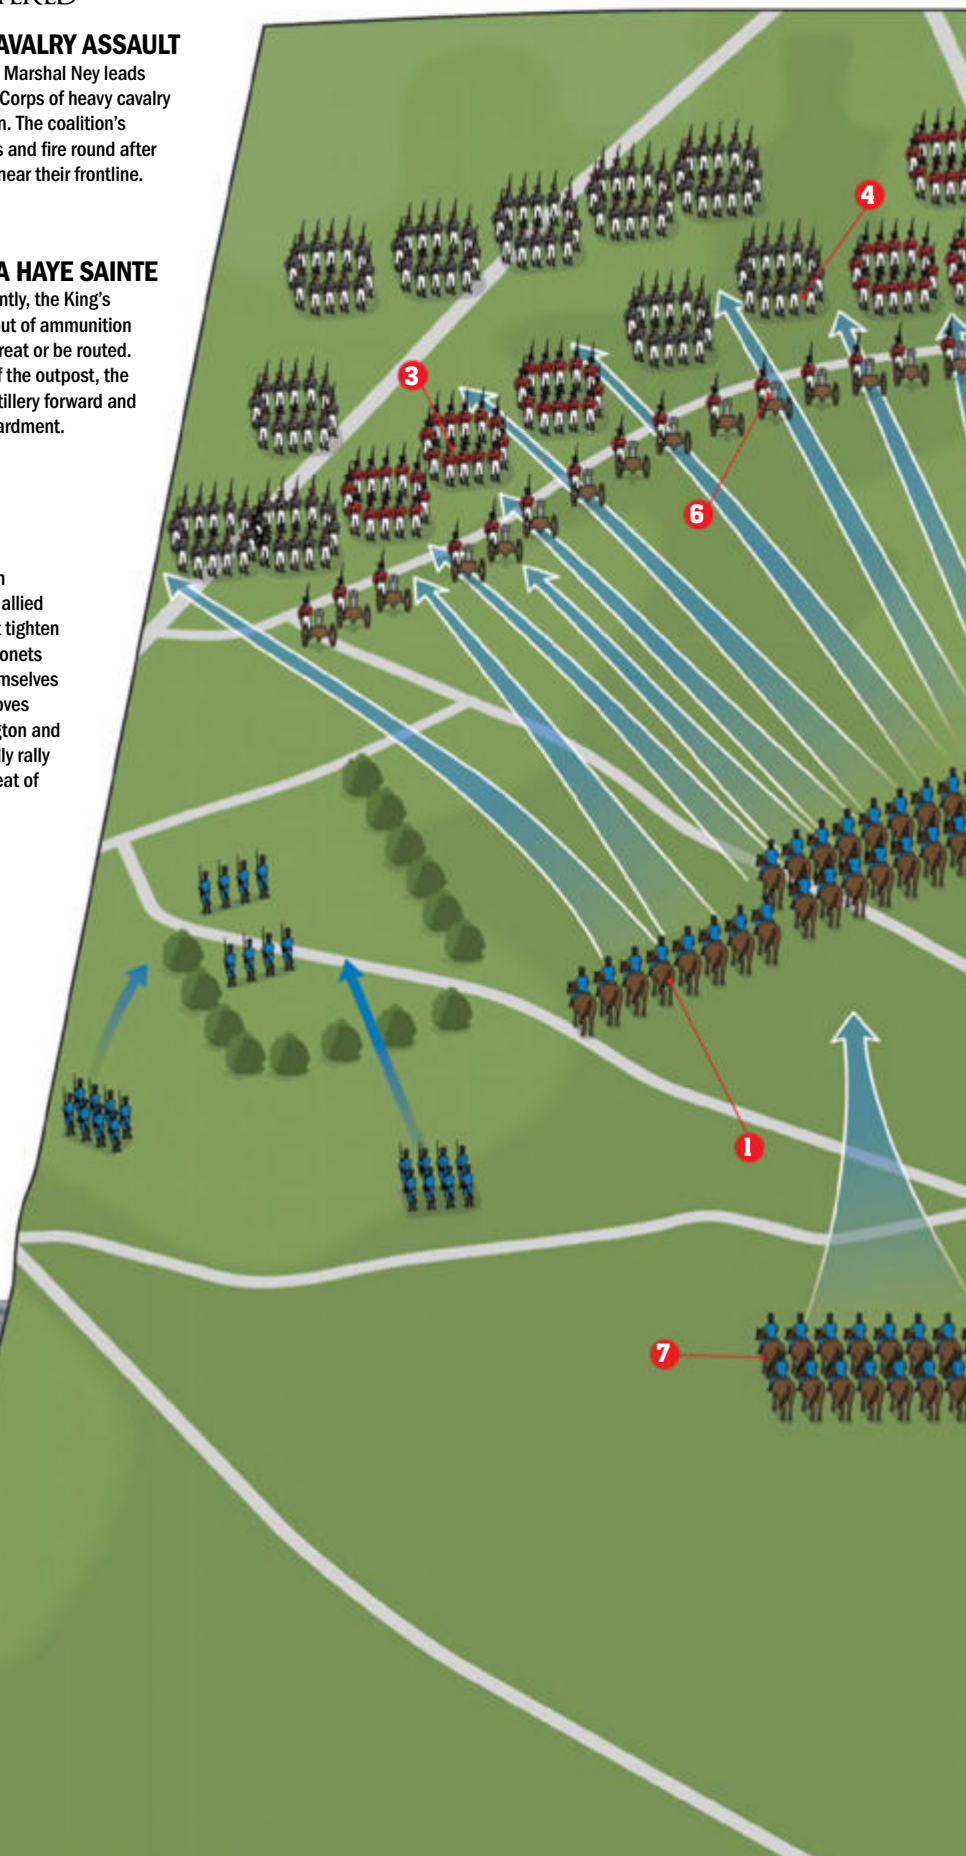 AVALRY ASSAULT
Marshal Ney leads
Corps of heavy cavalry
n. The coalition's
s and fire round after
near their frontline.
A HAYE SAINTE
ntly, the King's
out of ammunition
reat or be routed.
f the outpost, the
tillery forward and
ardment.
n
allied
t tighten
onets
mselves
oves
gton and
lly rally
eat of
4
3
6
1
7